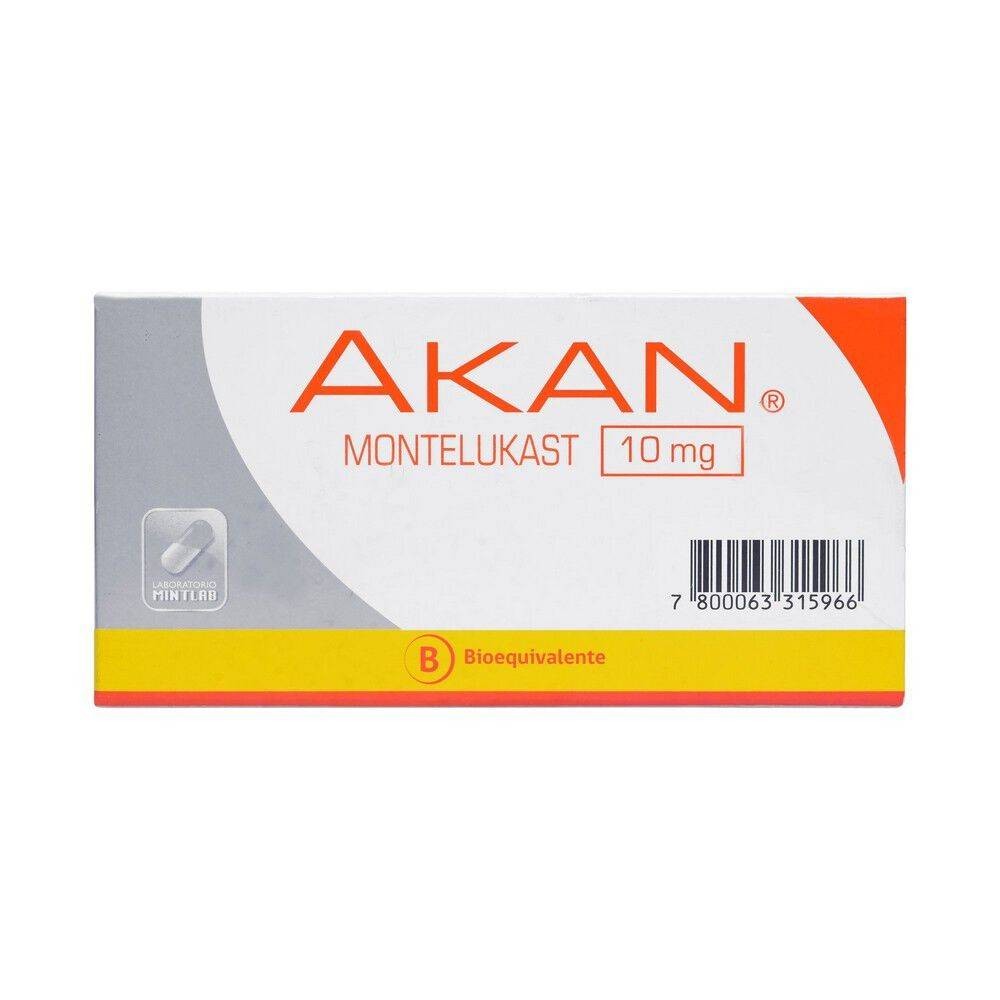 AKAN®
MONTELUKAST 10 mg
LABORATORIO
MINTLAB
7 800063 315966
B Bioequivalente